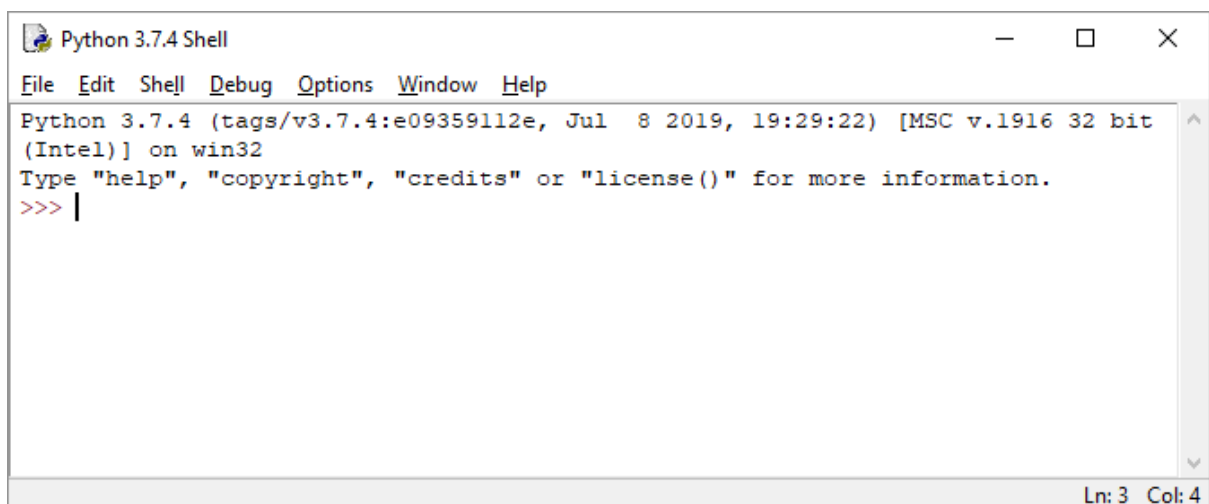 Python 3.7.4 Shell
File Edit Shell Debug Options Window Help
Python 3.7.4 (tags/v3.7.4:e09359112e, Jul  8 2019, 19:29:22) [MSC v.1916 32 bit
(Intel)] on win32
Type "help", "copyright", "credits" or "license()" for more information.
>>>
Ln: 3 Col: 4